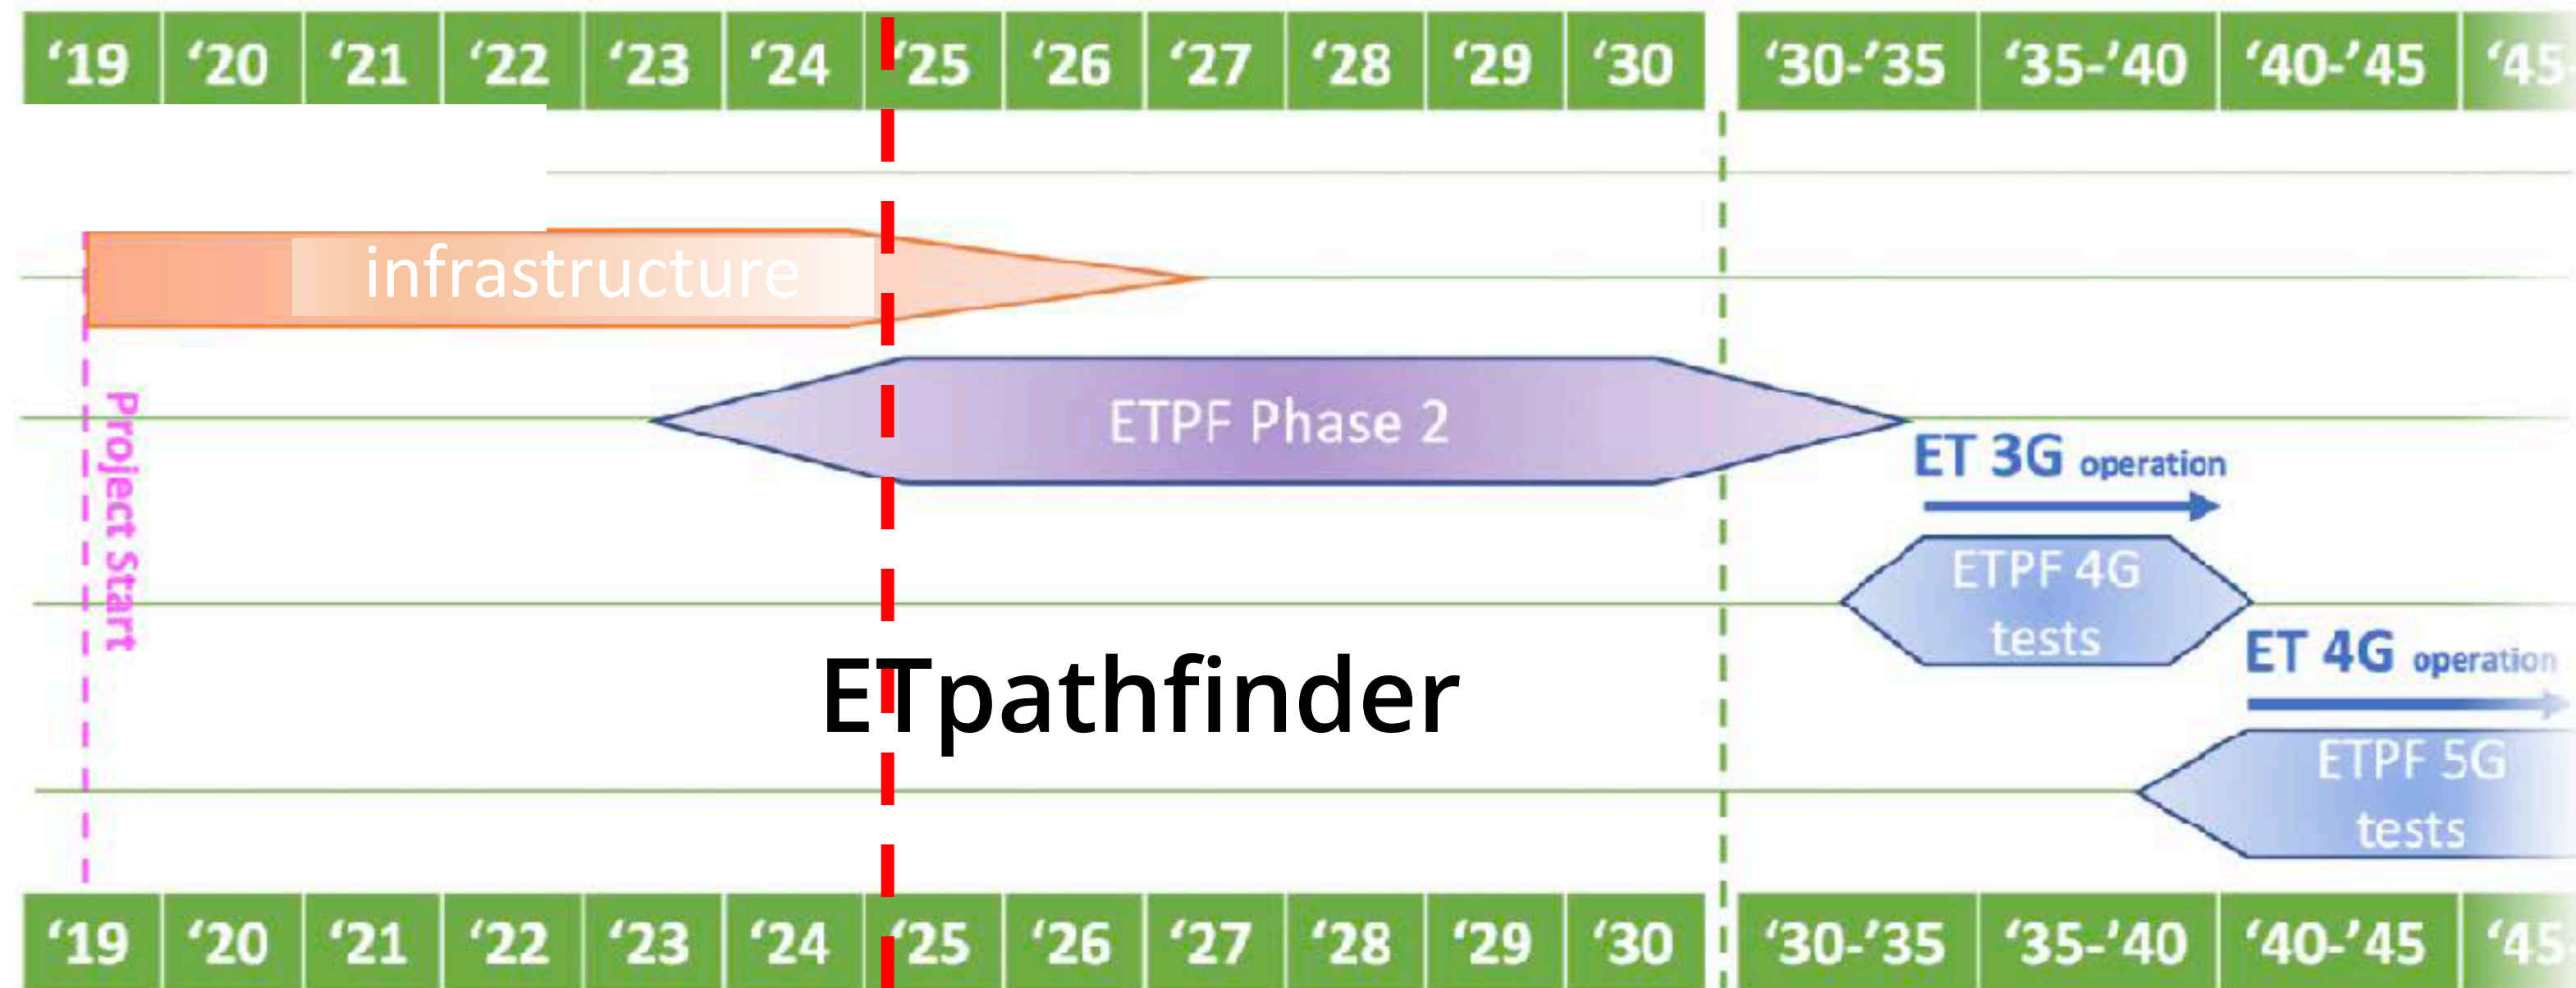 ‘19 ‘20 ‘21 ‘22 ‘23 ‘24 ‘25 ‘26 ‘27 ‘28 ‘29 ‘30 ‘30-’35 ‘35-’40 ‘40-’45 ‘45-
infrastructure
Project Start
ETPF Phase 2
ET 3G operation
ETPF 4G
tests
ET 4G operation
ETpathfinder
ETPF 5G
tests
‘19 ‘20 ‘21 ‘22 ‘23 ‘24 ‘25 ‘26 ‘27 ‘28 ‘29 ‘30 ‘30-’35 ‘35-’40 ‘40-’45 ‘45-